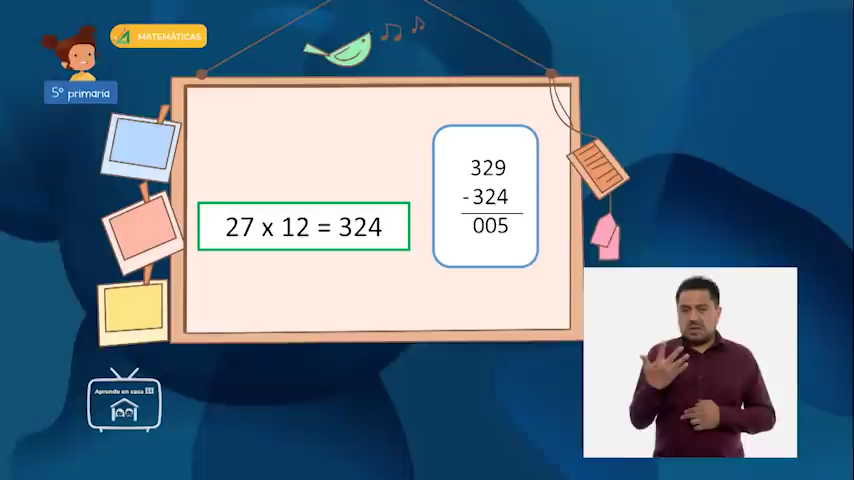 MATEMÁTICAS
5° primaria
27 x 12 = 324
329
-324
005
Aprende en casa III